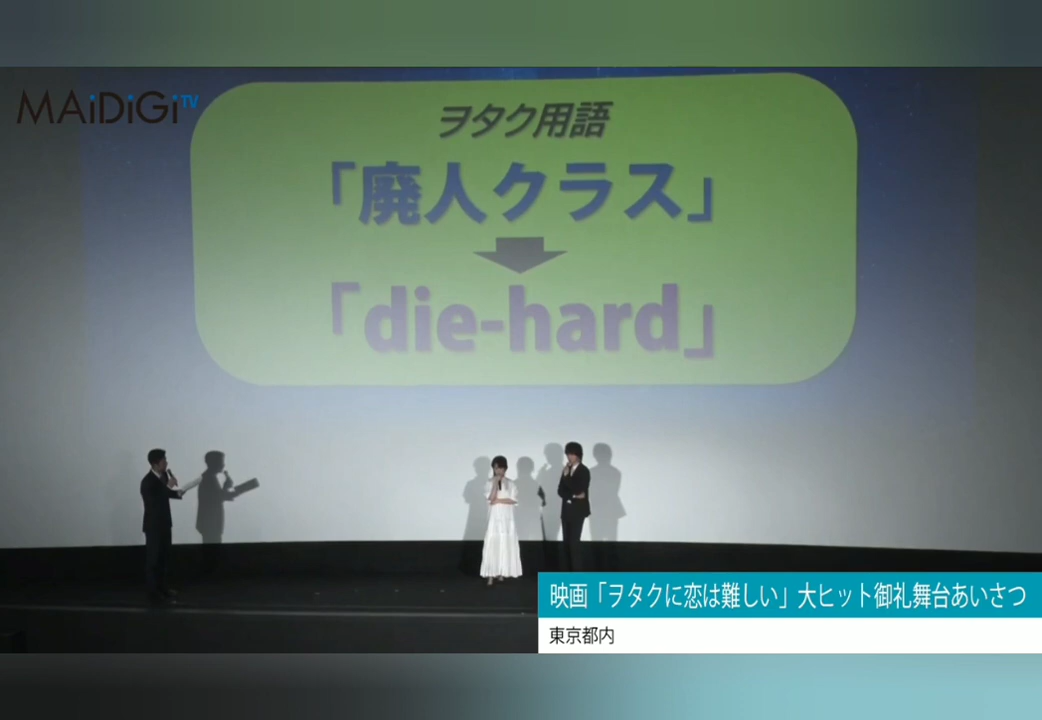 MAiDiGiTV
ヲタク用語
「廃人クラス」
「die-hard」
映画「ヲタクに恋は難しい」大ヒット御礼舞台あいさつ
東京都内